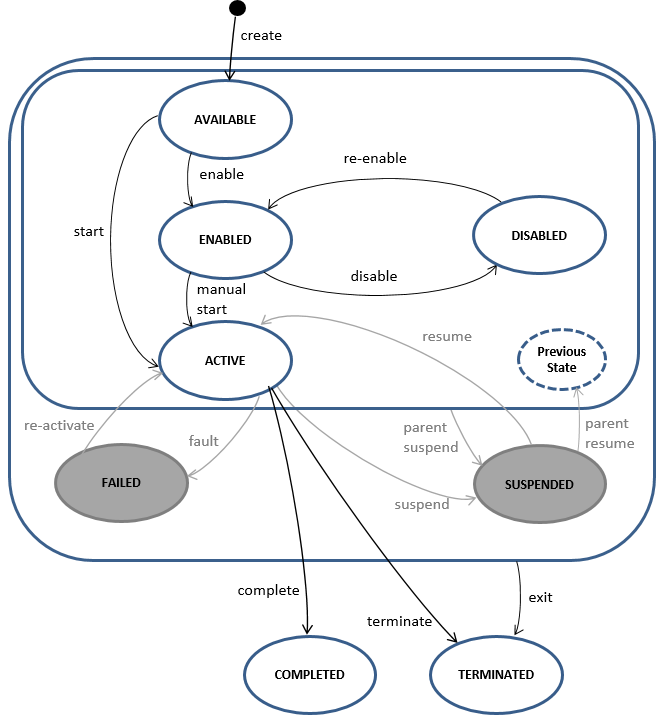 create
AVAILABLE
enable
re-enable
start
ENABLED
DISABLED
disable
manual
start
resume
ACTIVE
Previous
State
re-activate
fault
parent
suspend
parent
resume
FAILED
SUSPENDED
suspend
complete
exit
terminate
COMPLETED
TERMINATED